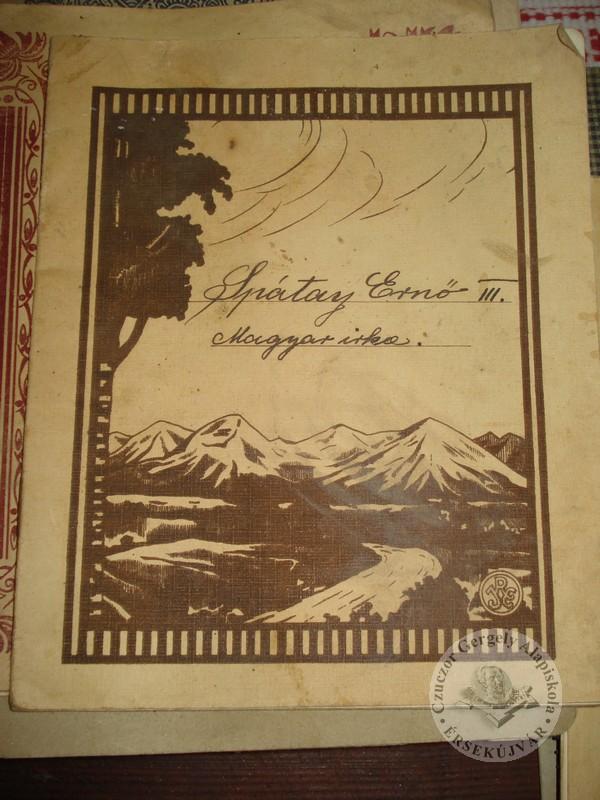 Spátay Ernő III.
Magyar irka.
• Czuczor Gergely Alapiskola •
ÉRSEKÚJVÁR